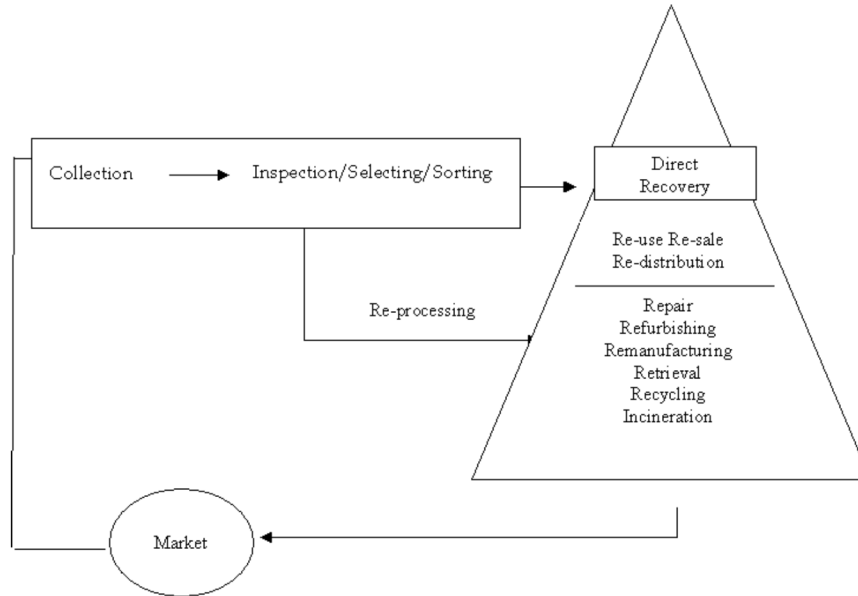 Collection
Inspection/Selecting/Sorting
Direct
Recovery
Re-use Re-sale
Re-distribution
Re-processing
Repair
Refurbishing
Remanufacturing
Retrieval
Recycling
Incineration
Market